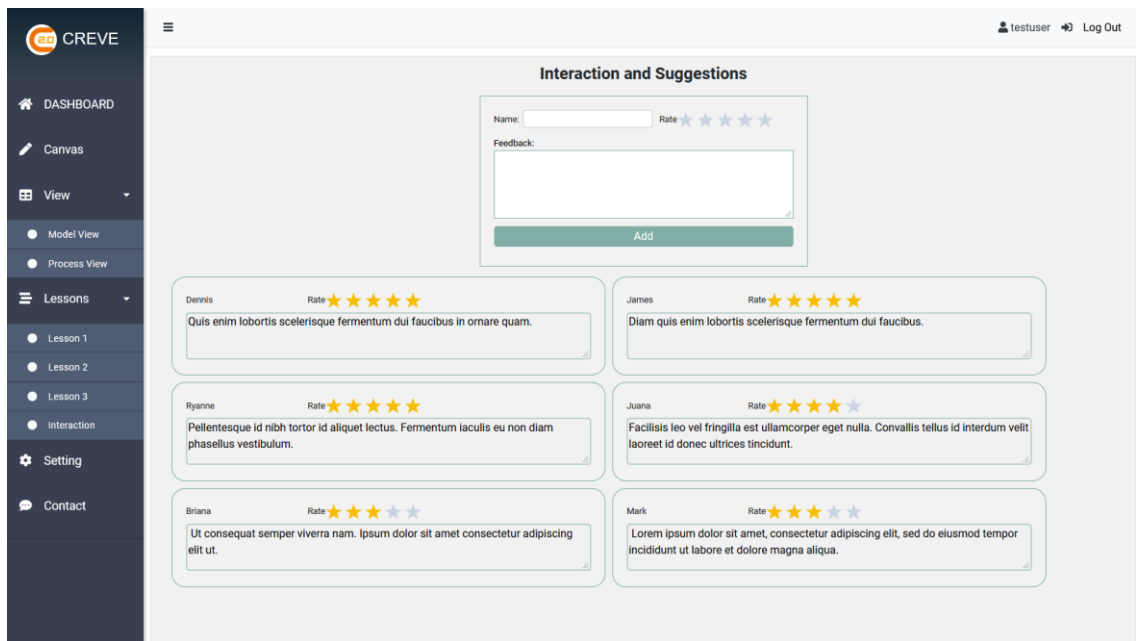 CREVE
testuser Log Out
DASHBOARD
Canvas
View
Model View
Process View
Lessons
Lesson 1
Lesson 2
Lesson 3
Interaction
Setting
Contact
Interaction and Suggestions
Name: Rate
Feedback:
Add
Dennis Rate
Quis enim lobortis scelerisque fermentum dui faucibus in ornare quam.
James Rate
Diam quis enim lobortis scelerisque fermentum dui faucibus.
Ryanne Rate
Pellentesque id nibh tortor id aliquet lectus. Fermentum iaculis eu non diam
phasellus vestibulum.
Juana Rate
Facilisis leo vel fringilla est ullamcorper eget nulla. Convallis tellus id interdum velit
laoreet id donec ultrices tincidunt.
Briana Rate
Ut consequat semper viverra nam. Ipsum dolor sit amet consectetur adipiscing
elit ut.
Mark Rate
Lorem ipsum dolor sit amet, consectetur adipiscing elit, sed do eiusmod tempor
incididunt ut labore et dolore magna aliqua.